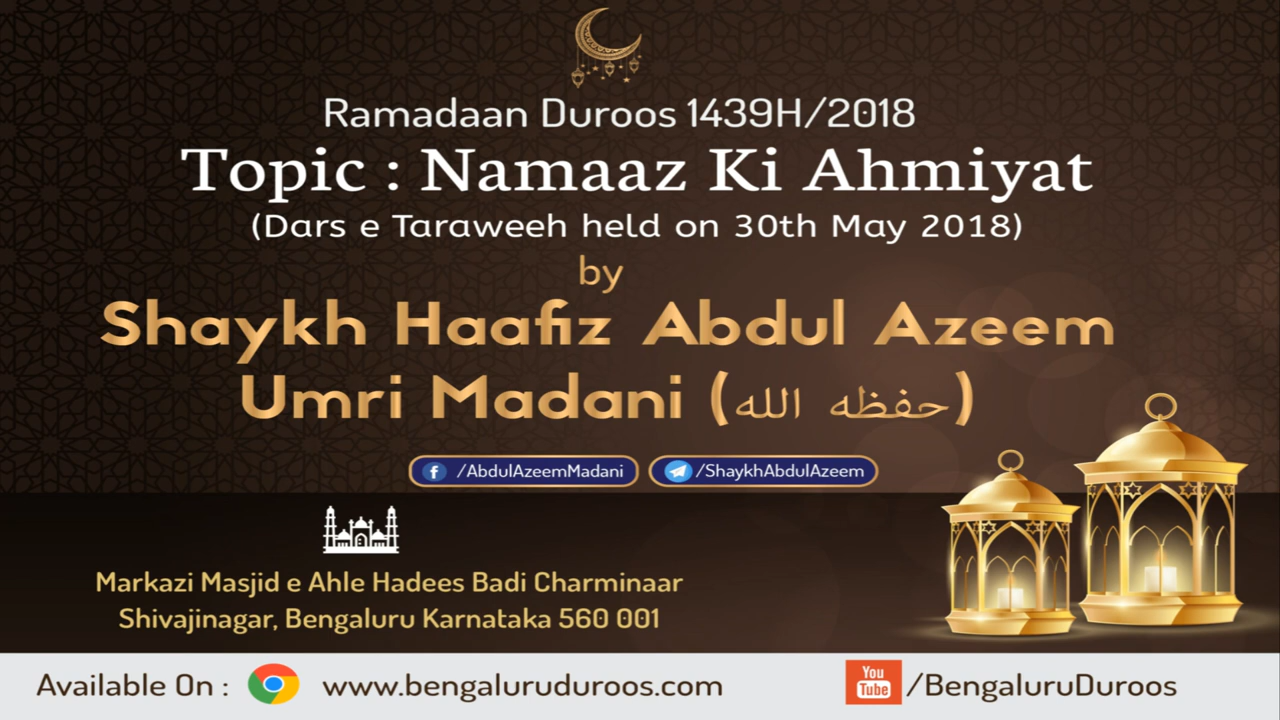 Ramadaan Duroos 1439H/2018
Topic : Namaaz Ki Ahmiyat
(Dars e Taraweeh held on 30th May 2018)
by
Shaykh Haafiz Abdul Azeem
Umri Madani (حفظه الله)
f /AbdulAzeemMadani /ShaykhAbdulAzeem
Markazi Masjid e Ahle Hadees Badi Charminaar
Shivajinagar, Bengaluru Karnataka 560 001
Available On : www.bengaluruduroos.com You Tube /BengaluruDuroos